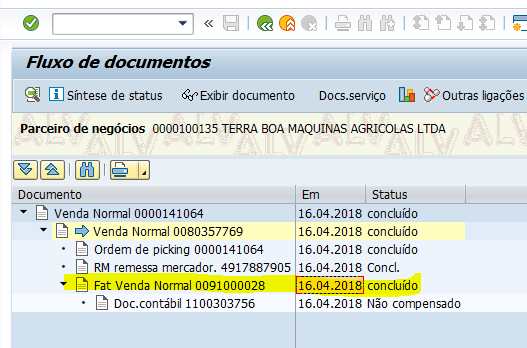 Fluxo de documentos
Síntese de status Exibir documento Docs.serviço Outras ligações
Parceiro de negócios 0000100135 TERRA BOA MAQUINAS AGRICOLAS LTDA
Documento Em Status
Venda Normal 0000141064 16.04.2018 concluído
Venda Normal 0080357769 16.04.2018 concluído
Ordem de picking 0000141064 16.04.2018 concluído
RM remessa mercador. 4917887905 16.04.2018 Concl.
Fat Venda Normal 0091000028 16.04.2018 concluído
Doc.contábil 1100303756 16.04.2018 Não compensado